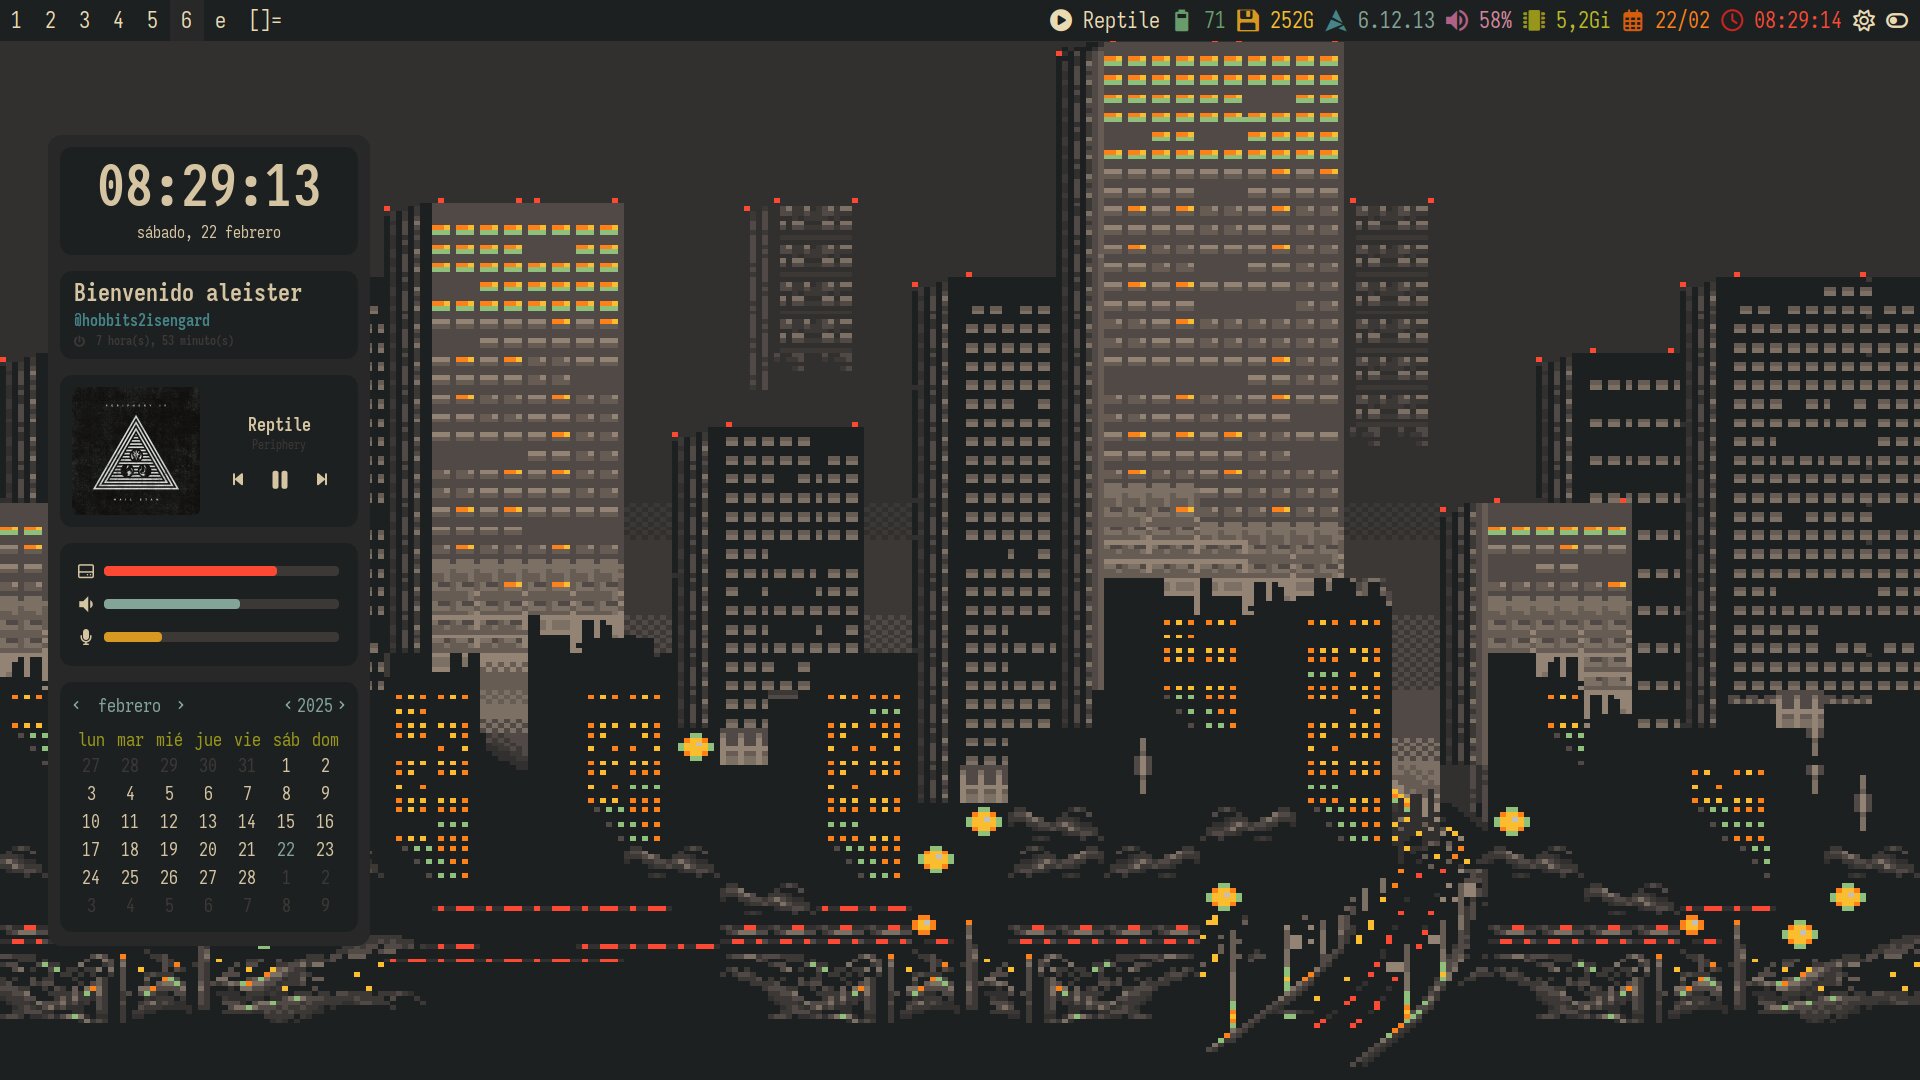 1 2 3 4 5 6 e []=
Reptile 71 252G 6.12.13 58% 5,2Gi 22/02 08:29:14
08:29:13
sábado, 22 febrero
Bienvenido aleister
@hobbits2isengard
7 hora(s), 53 minuto(s)
PERIPHERY IV
HAIL STAN
Reptile
Periphery
< febrero > < 2025 >
lun mar mié jue vie sáb dom
27 28 29 30 31 1 2
3 4 5 6 7 8 9
10 11 12 13 14 15 16
17 18 19 20 21 22 23
24 25 26 27 28 1 2
3 4 5 6 7 8 9